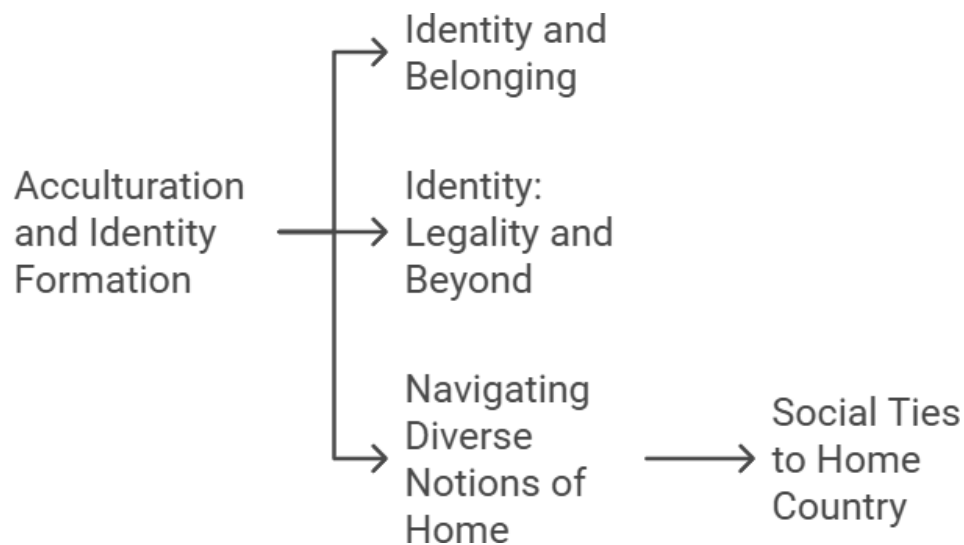 Identity and
Belonging
Acculturation
and Identity
Formation
Identity:
Legality and
Beyond
Navigating
Diverse
Notions of
Home
Social Ties
to Home
Country